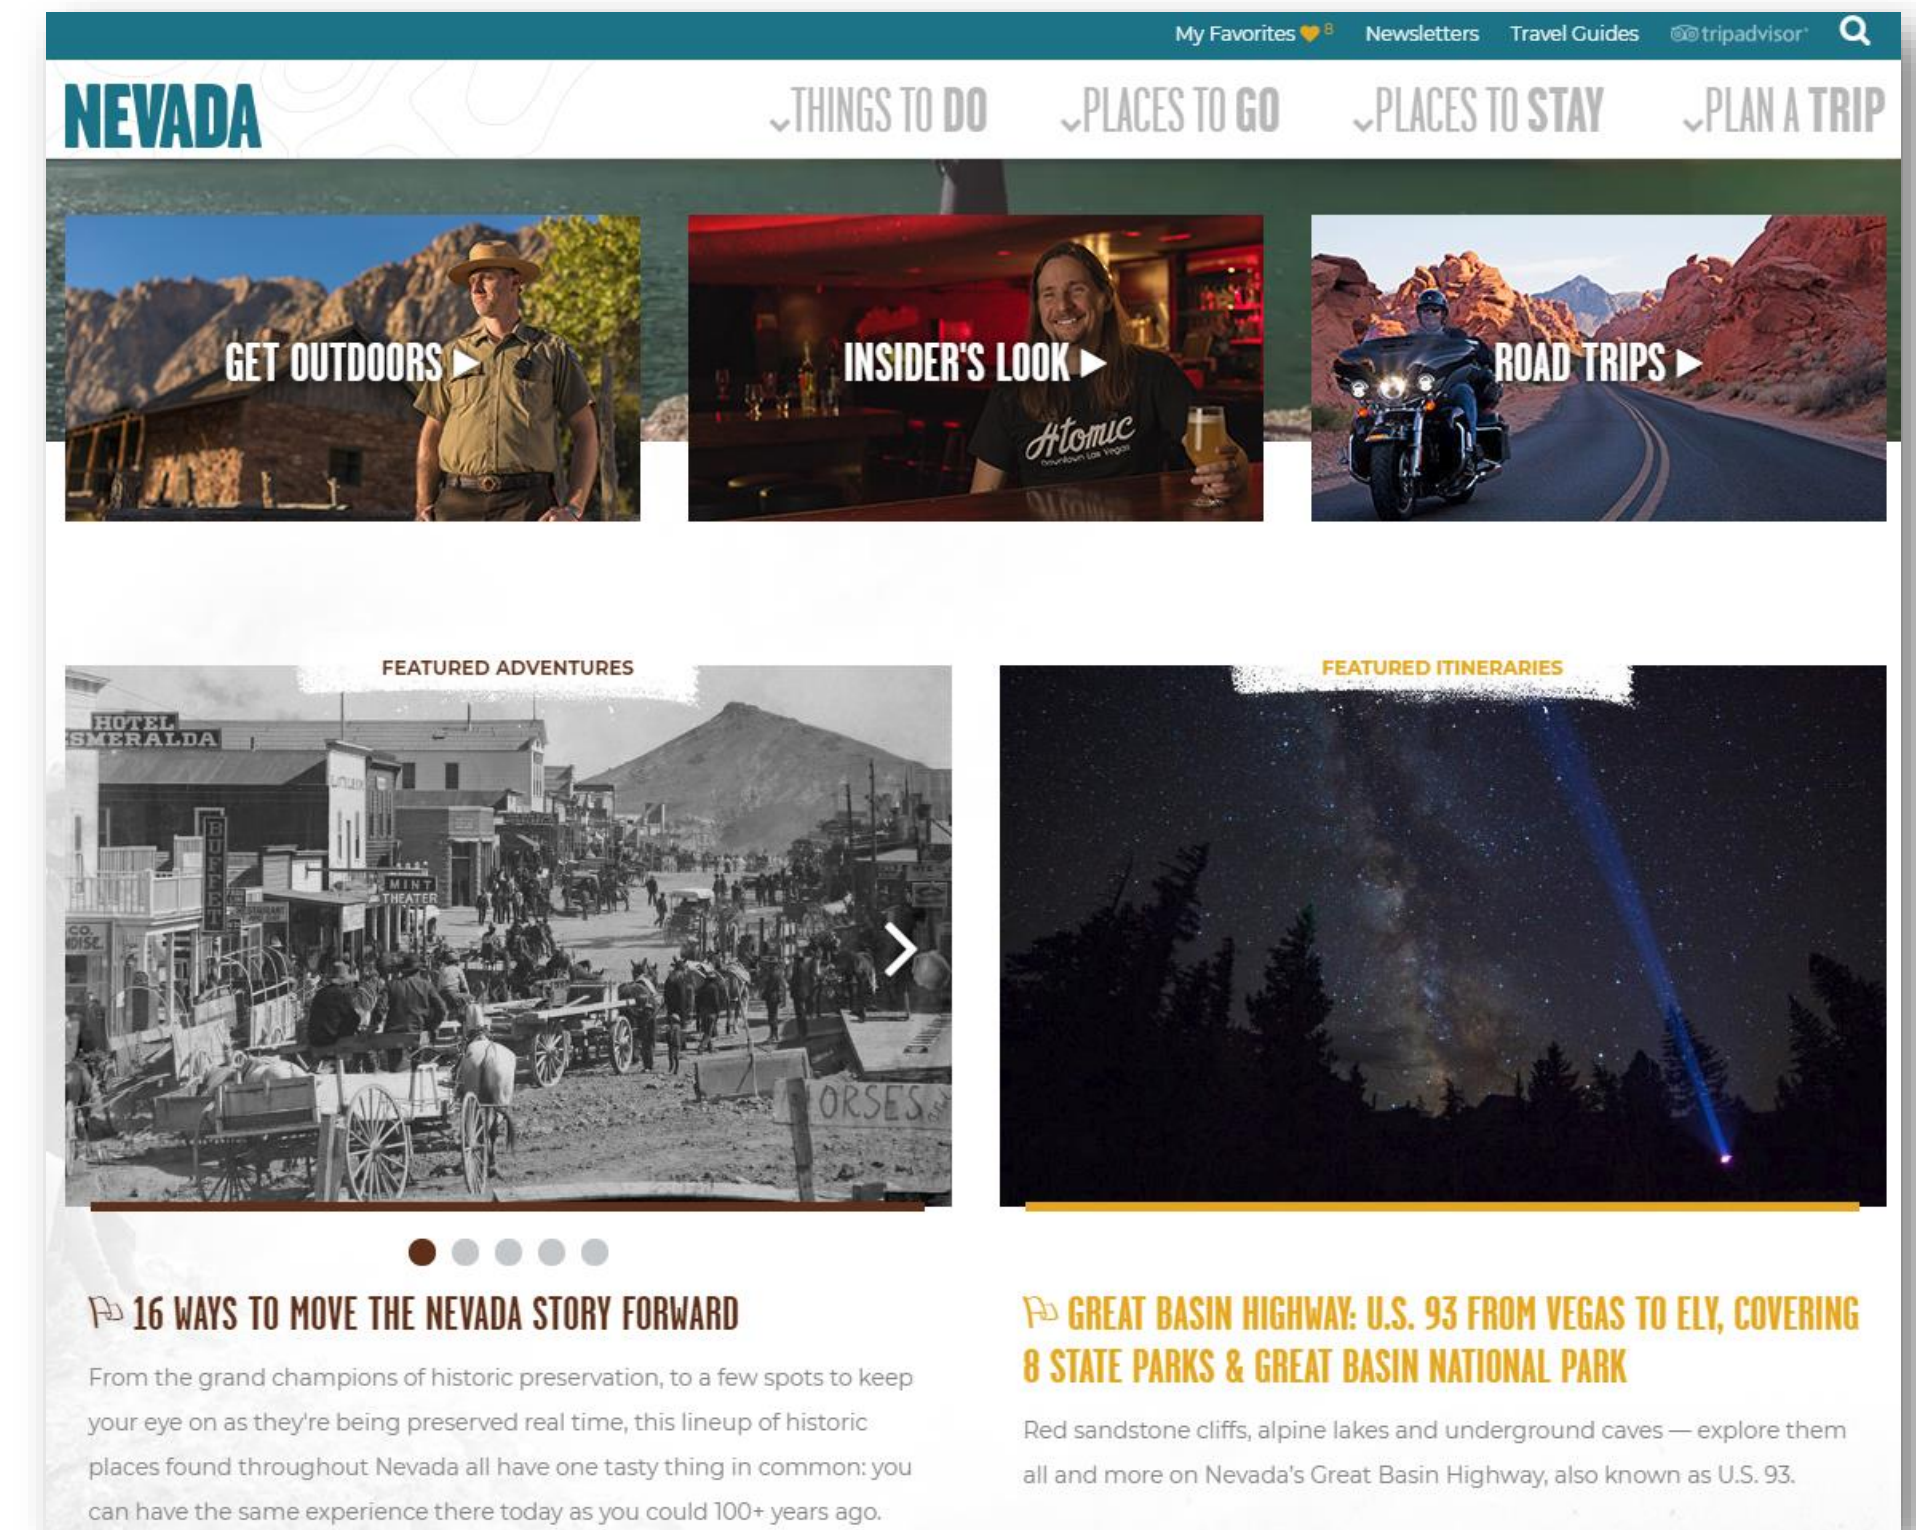 My Favorites 8 Newsletters Travel Guides tripadvisor
NEVADA
THINGS TO DO PLACES TO GO PLACES TO STAY PLAN A TRIP
GET OUTDOORS
INSIDER'S LOOK
ROAD TRIPS
Atomic
Downtown Las Vegas
FEATURED ADVENTURES
HOTEL
ESMERALDA
BUFFET
MINT
THEATER
RESTAURANT
CO.
ORSES
FEATURED ITINERARIES
16 WAYS TO MOVE THE NEVADA STORY FORWARD
From the grand champions of historic preservation, to a few spots to keep
your eye on as they're being preserved real time, this lineup of historic
places found throughout Nevada all have one tasty thing in common: you
can have the same experience there today as you could 100+ years ago.
GREAT BASIN HIGHWAY: U.S. 93 FROM VEGAS TO ELY, COVERING
8 STATE PARKS & GREAT BASIN NATIONAL PARK
Red sandstone cliffs, alpine lakes and underground caves — explore them
all and more on Nevada's Great Basin Highway, also known as U.S. 93.